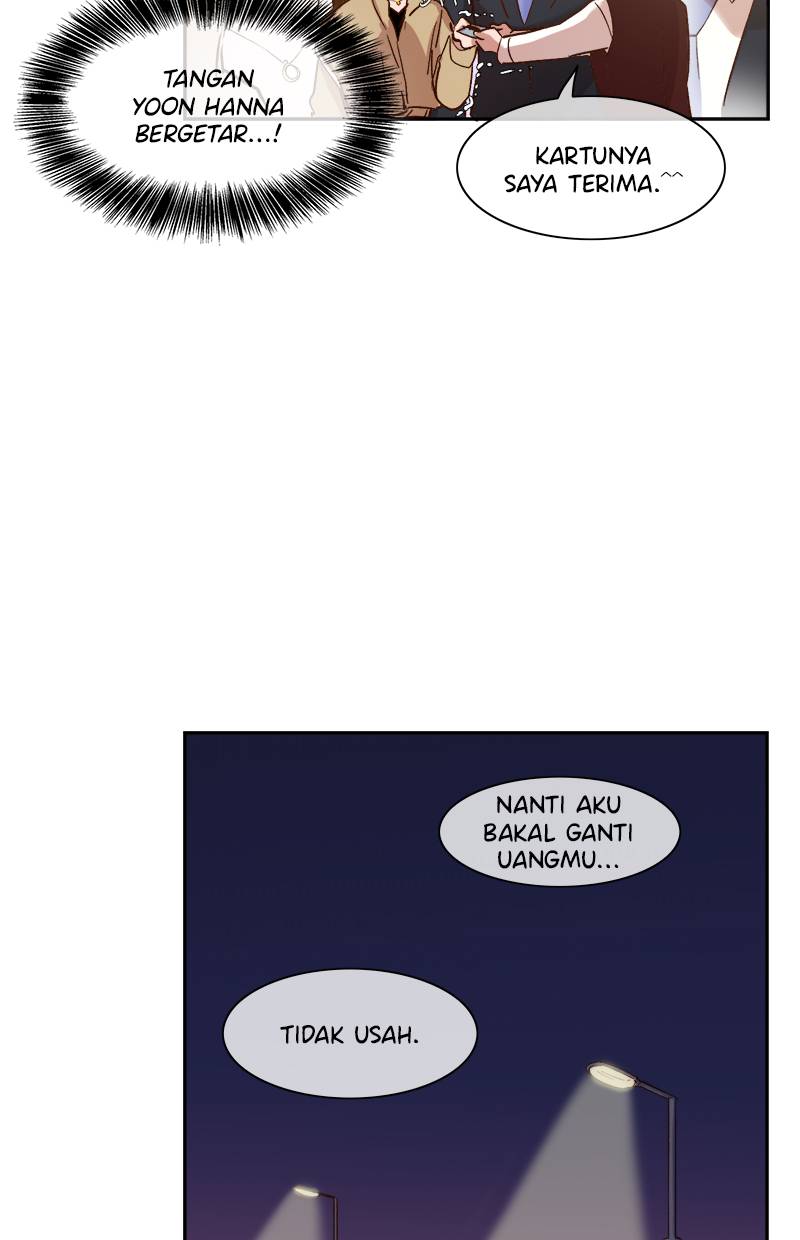 TANGAN
YOON HANNA
BERGETAR...!
KARTUNYA
SAYA TERIMA.^^
NANTI AKU
BAKAL GANTI
UANGMU...
TIDAK USAH.